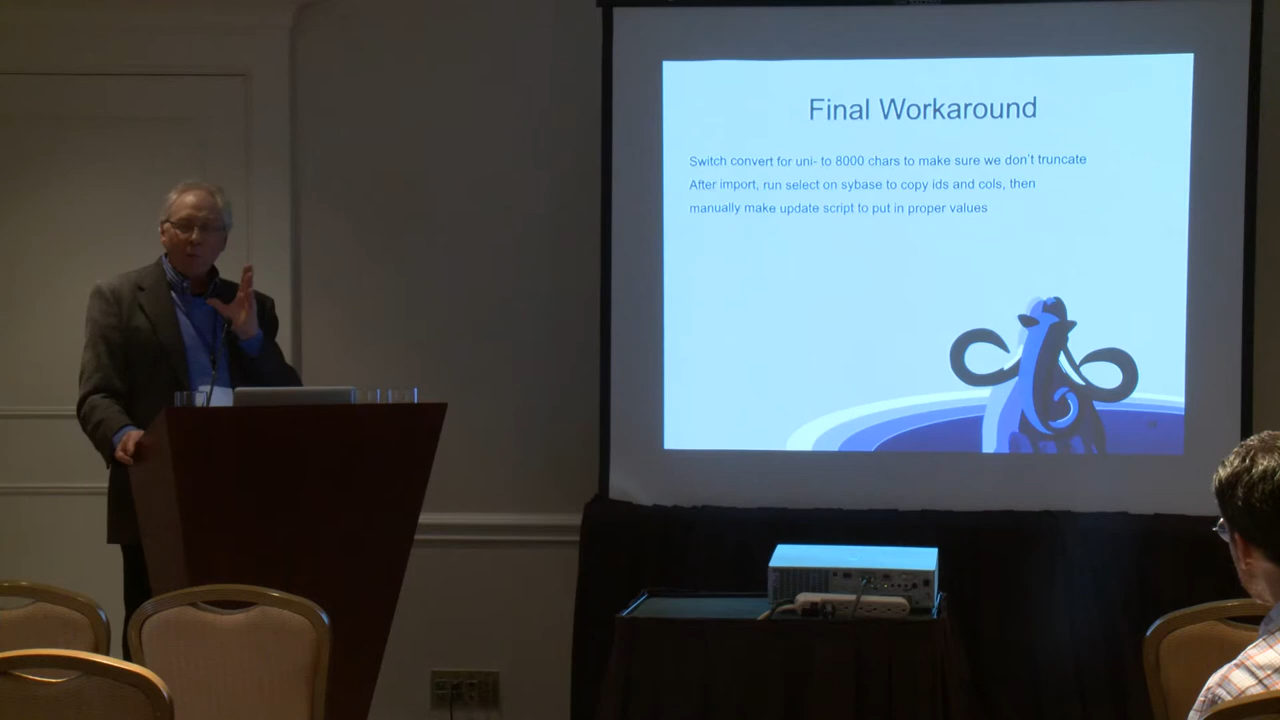 Final Workaround
Switch convert for uni- to 8000 chars to make sure we don't truncate
After import, run select on sybase to copy ids and cols, then
manually make update script to put in proper values